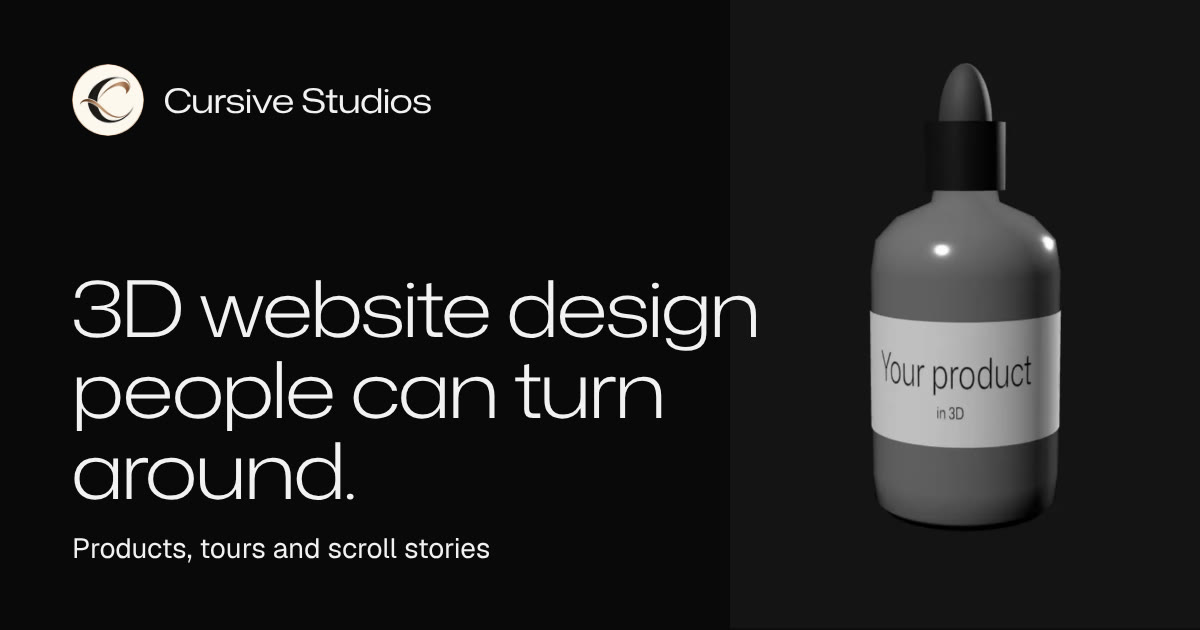 Cursive Studios
3D website design
people can turn
around.
Products, tours and scroll stories
Your product
in 3D